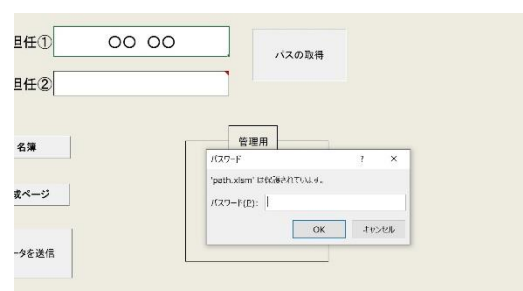 担任① 〇〇 〇〇
パスの取得
担任②
名簿
管理用
パスワード ? ×
'path.xlsm' は保護されています。
パスワード(P):
OK キャンセル
成ページ
ータを送信